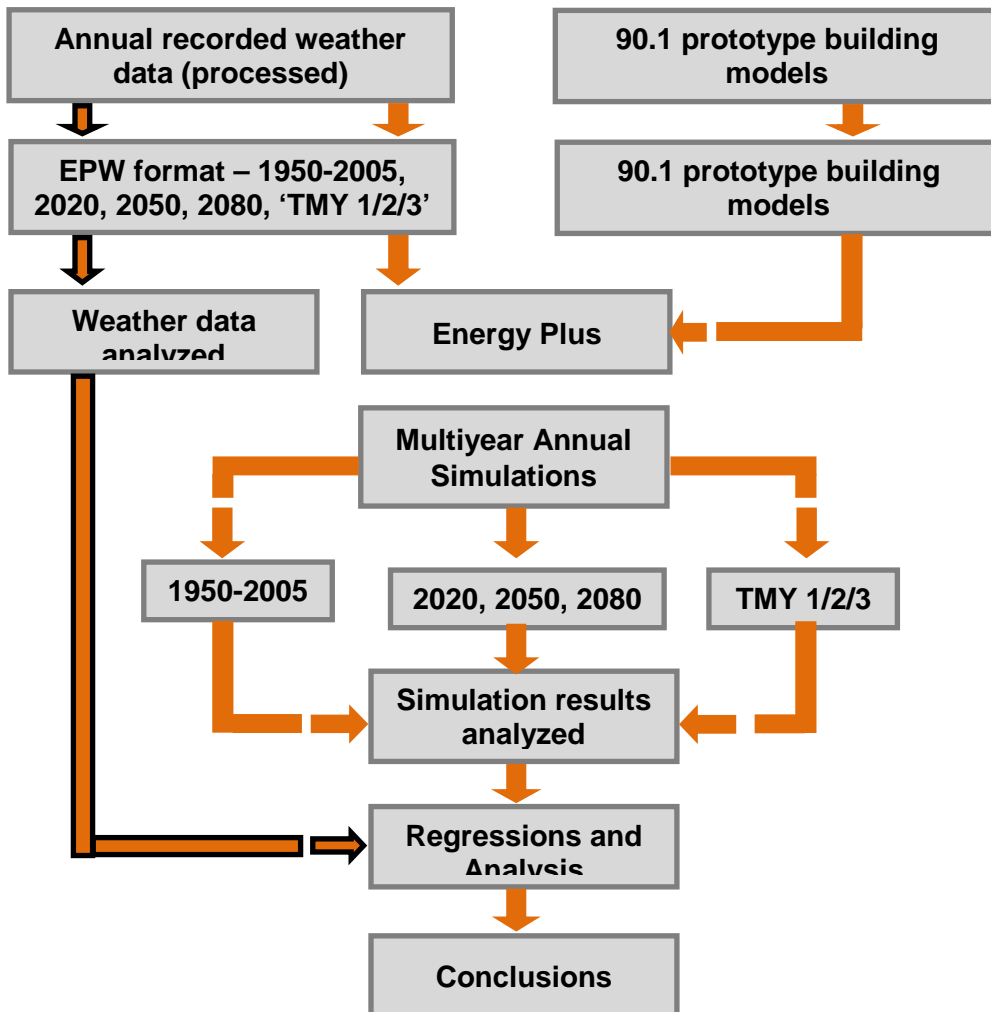 Annual recorded weather
data (processed)
90.1 prototype building
models
EPW format – 1950-2005,
2020, 2050, 2080, ‘TMY 1/2/3’
90.1 prototype building
models
Weather data
analyzed
Energy Plus
Multiyear Annual
Simulations
1950-2005
2020, 2050, 2080
TMY 1/2/3
Simulation results
analyzed
Regressions and
Analysis
Conclusions